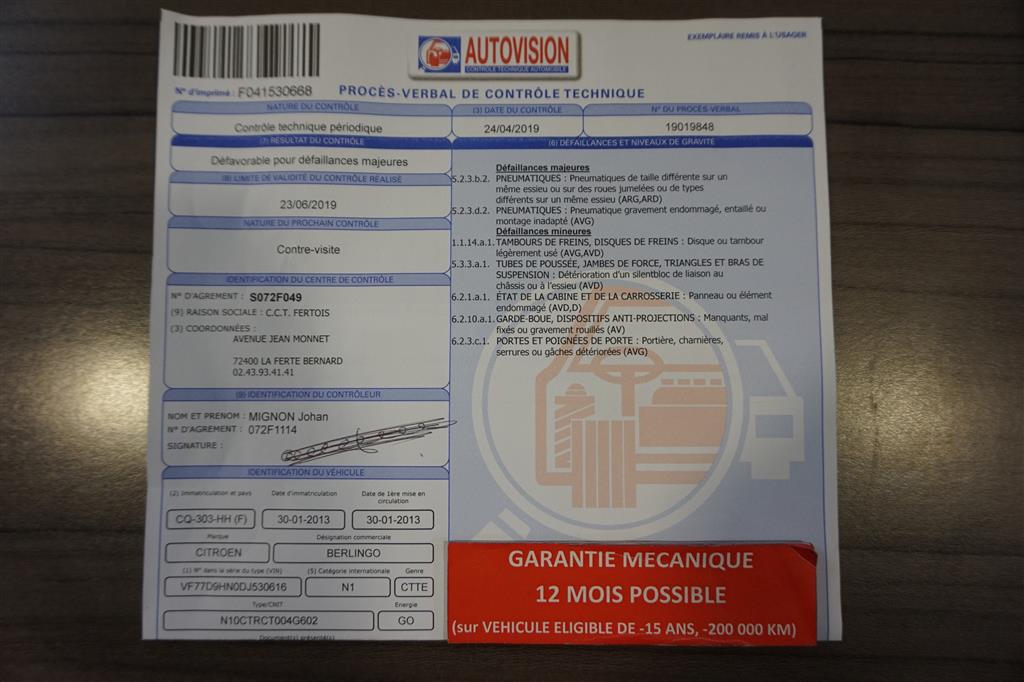 AUTOVISION
CONTROLE TECHNIQUE AUTOMOBILE
EXEMPLAIRE REMIS À L'USAGER
N° d'imprimé : F041530668
PROCÈS-VERBAL DE CONTRÔLE TECHNIQUE
NATURE DU CONTRÔLE
Contrôle technique périodique
(3) DATE DU CONTRÔLE
24/04/2019
N° DU PROCÈS-VERBAL
19019848
(7) RESULTAT DU CONTRÔLE
Défavorable pour défaillances majeures
(8) LIMITE DE VALIDITÉ DU CONTRÔLE RÉALISÉ
23/06/2019
NATURE DU PROCHAIN CONTRÔLE
Contre-visite
IDENTIFICATION DU CENTRE DE CONTRÔLE
N° D'AGREMENT : S072F049
(9) RAISON SOCIALE : C.C.T. FERTOIS
(3) COORDONNÉES :
AVENUE JEAN MONNET
72400 LA FERTE BERNARD
02.43.93.41.41
(9) IDENTIFICATION DU CONTRÔLEUR
NOM ET PRENOM : MIGNON Johan
N° D'AGREMENT : 072F1114
SIGNATURE :
IDENTIFICATION DU VÉHICULE
(2) Immatriculation et pays
Date d'immatriculation
Date de 1ère mise en
circulation
CQ-303-HH (F)
30-01-2013
30-01-2013
Marque
Désignation commerciale
CITROEN
BERLINGO
(1) N° dans la série du type (VIN)
(5) Catégorie internationale
Genre
VF77D9HN0DJ530616
N1
CTTE
Type/CNIT
Energie
N10CTRCT004G602
GO
Document(s) présenté(s)
(6) DÉFAILLANCES ET NIVEAUX DE GRAVITÉ
Défaillances majeures
5.2.3.b.2. PNEUMATIQUES : Pneumatiques de taille différente sur un
même essieu ou sur des roues jumelées ou de types
différents sur un même essieu (ARG,ARD)
5.2.3.d.2. PNEUMATIQUES : Pneumatique gravement endommagé, entaillé ou
montage inadapté (AVG)
Défaillances mineures
1.1.14.a.1. TAMBOURS DE FREINS, DISQUES DE FREINS : Disque ou tambour
légèrement usé (AVG,AVD)
5.3.3.a.1. TUBES DE POUSSÉE, JAMBES DE FORCE, TRIANGLES ET BRAS DE
SUSPENSION : Détérioration d'un silentbloc de liaison au
châssis ou à l'essieu (AVD)
6.2.1.a.1. ÉTAT DE LA CABINE ET DE LA CARROSSERIE : Panneau ou élément
endommagé (AVD,D)
6.2.10.a.1. GARDE-BOUE, DISPOSITIFS ANTI-PROJECTIONS : Manquants, mal
fixés ou gravement rouillés (AV)
6.2.3.c.1. PORTES ET POIGNÉES DE PORTE : Portière, charnières,
serrures ou gâches détériorées (AVG)
GARANTIE MECANIQUE
12 MOIS POSSIBLE
(sur VEHICULE ELIGIBLE DE -15 ANS, -200 000 KM)